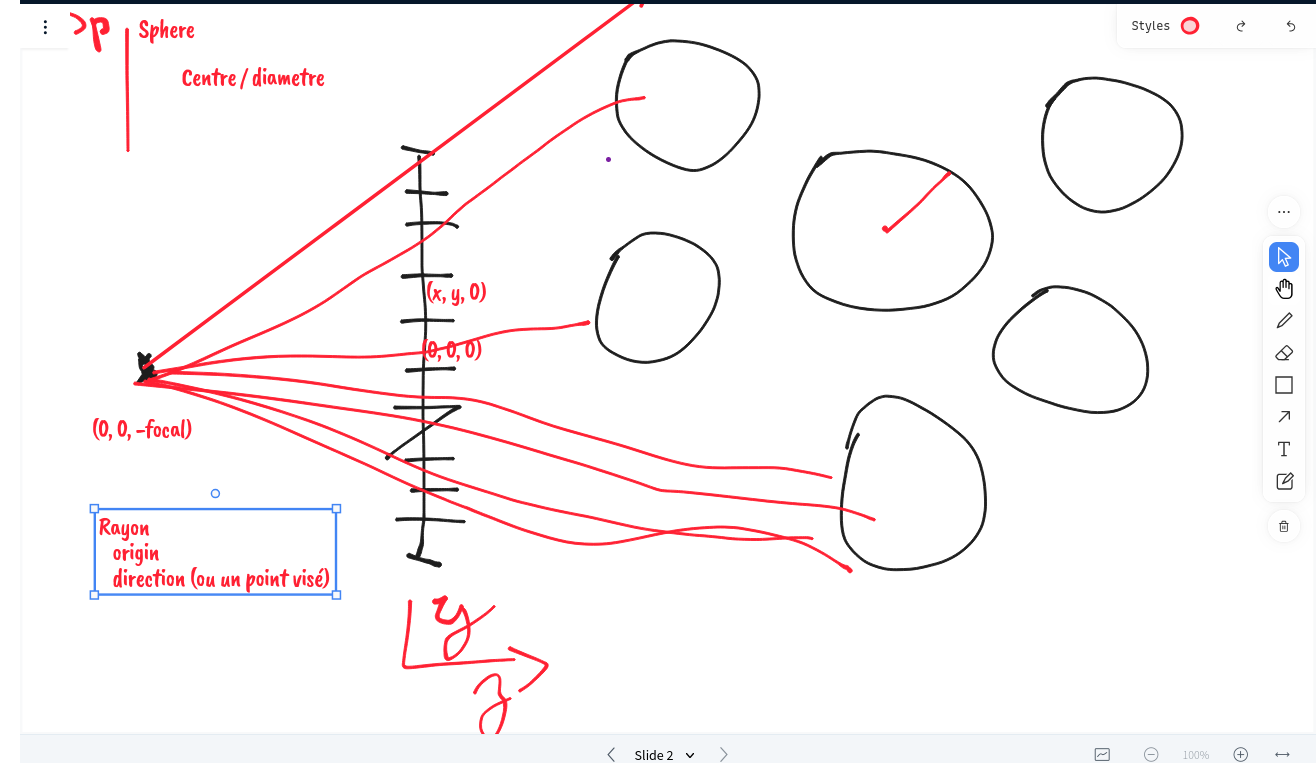 >p
Sphere
Centre / diametre
Styles
(x, y, 0)
(0, 0, 0)
(0, 0, -focal)
Rayon
origin
direction (ou un point visé)
y
z
T
Slide 2
100%